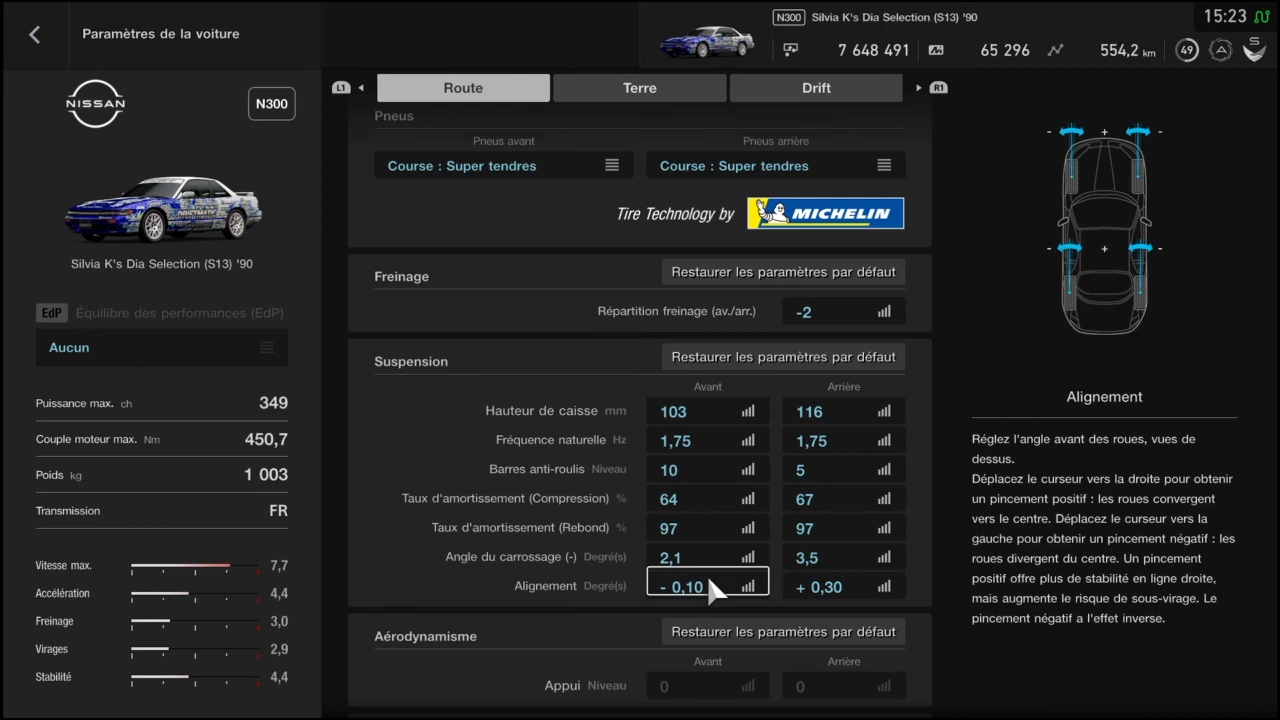 Paramètres de la voiture
N300 Silvia K's Dia Selection (S13) '90
15:23
7 648 491
65 296
554,2 km
49
S
NISSAN
N300
Silvia K's Dia Selection (S13) '90
EdP Équilibre des performances (EdP)
Aucun
Puissance max. ch 349
Couple moteur max. Nm 450,7
Poids kg 1 003
Transmission FR
Vitesse max. 7,7
Accélération 4,4
Freinage 3,0
Virages 2,9
Stabilité 4,4
L1 Route Terre Drift R1
Pneus
Pneus avant Pneus arrière
Course : Super tendres Course : Super tendres
Tire Technology by MICHELIN
Freinage Restaurer les paramètres par défaut
Répartition freinage (av./arr.) -2
Suspension Restaurer les paramètres par défaut
Avant Arrière
Hauteur de caisse mm 103 116
Fréquence naturelle Hz 1,75 1,75
Barres anti-roulis Niveau 10 5
Taux d'amortissement (Compression) % 64 67
Taux d'amortissement (Rebond) % 97 97
Angle du carrossage (-) Degré(s) 2,1 3,5
Alignement Degré(s) - 0,10 + 0,30
Aérodynamisme Restaurer les paramètres par défaut
Avant Arrière
Appui Niveau 0 0
- + -
- + -
Alignement
Réglez l'angle avant des roues, vues de
dessus.
Déplacez le curseur vers la droite pour obtenir
un pincement positif : les roues convergent
vers le centre. Déplacez le curseur vers la
gauche pour obtenir un pincement négatif : les
roues divergent du centre. Un pincement
positif offre plus de stabilité en ligne droite,
mais augmente le risque de sous-virage. Le
pincement négatif a l'effet inverse.